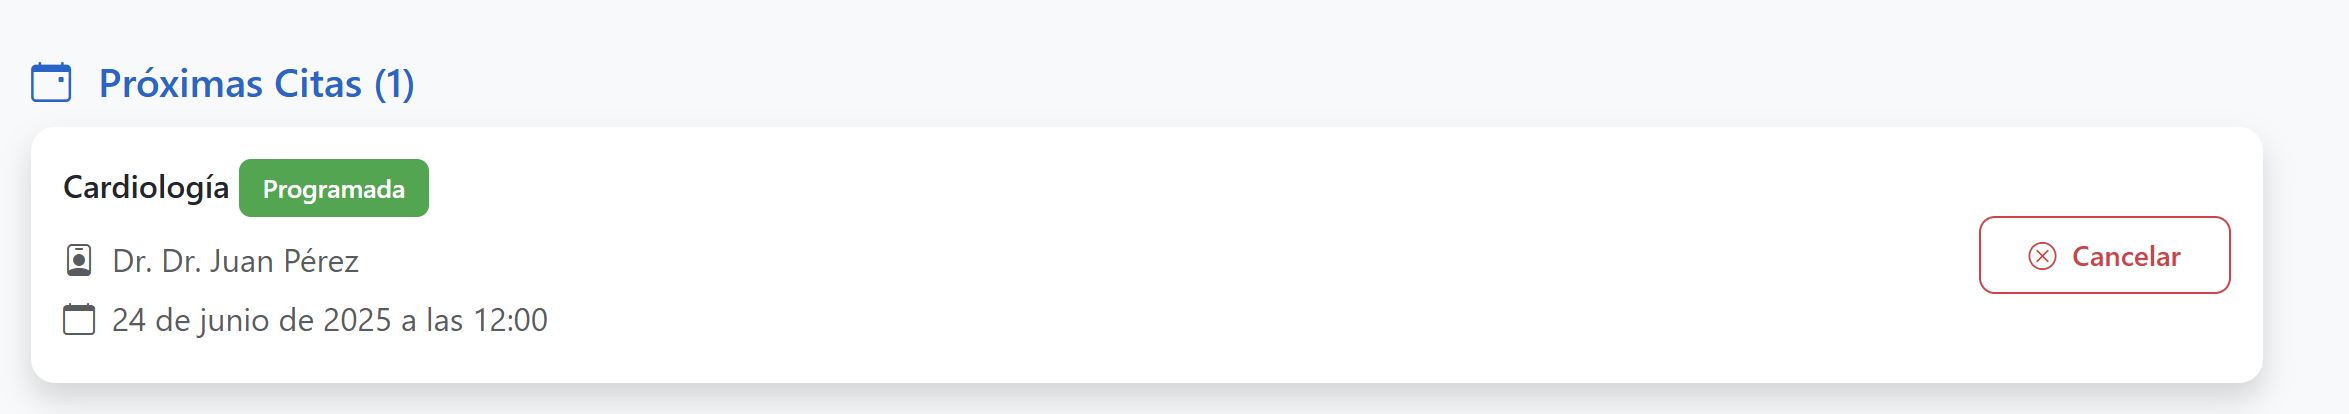 Próximas Citas (1)
Cardiología Programada
Dr. Dr. Juan Pérez
Cancelar
24 de junio de 2025 a las 12:00